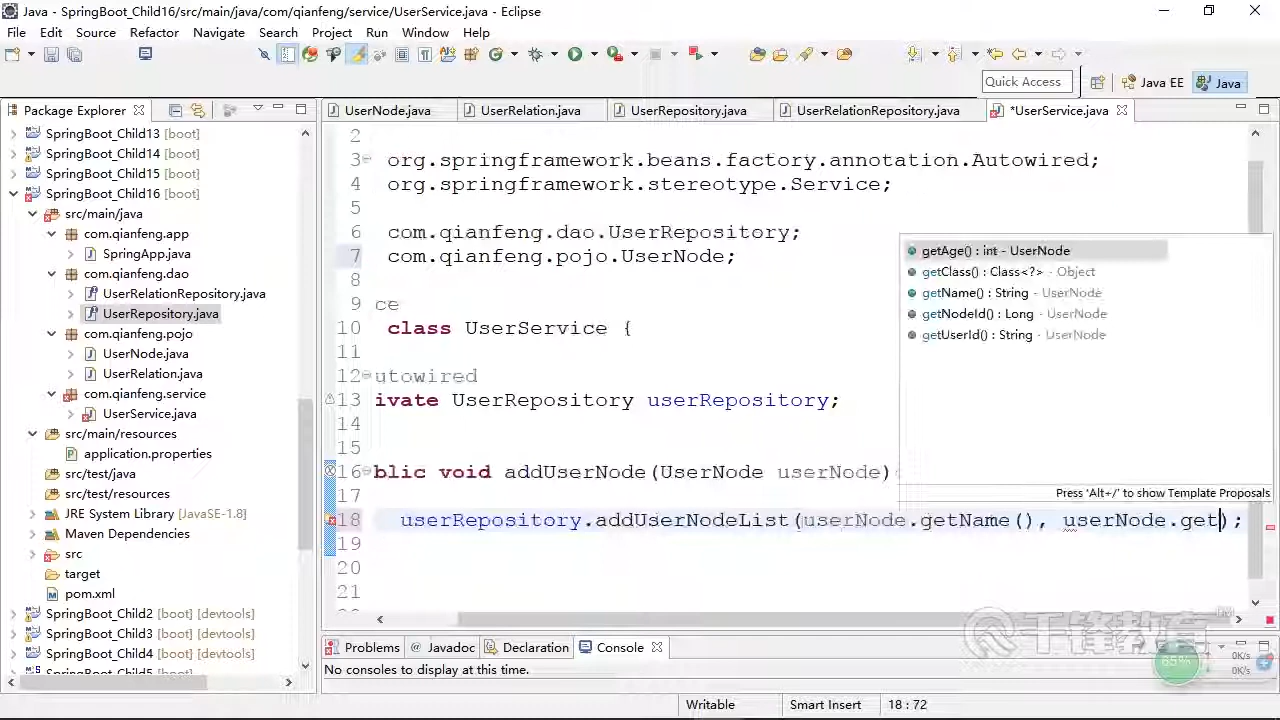 Java - SpringBoot_Child16/src/main/java/com/qianfeng/service/UserService.java - Eclipse
File Edit Source Refactor Navigate Search Project Run Window Help
Quick Access
Java EE
Java
Package Explorer
SpringBoot_Child13 [boot]
SpringBoot_Child14 [boot]
SpringBoot_Child15 [boot]
SpringBoot_Child16 [boot]
src/main/java
com.qianfeng.app
SpringApp.java
com.qianfeng.dao
UserRelationRepository.java
UserRepository.java
com.qianfeng.pojo
UserNode.java
UserRelation.java
com.qianfeng.service
UserService.java
src/main/resources
application.properties
src/test/java
src/test/resources
JRE System Library [JavaSE-1.8]
Maven Dependencies
src
target
pom.xml
SpringBoot_Child2 [boot] [devtools]
SpringBoot_Child3 [boot] [devtools]
SpringBoot_Child4 [boot] [devtools]
SpringBoot_Child5 [boot] [devtools]
UserNode.java
UserRelation.java
UserRepository.java
UserRelationRepository.java
*UserService.java
2
3 org.springframework.beans.factory.annotation.Autowired;
4 org.springframework.stereotype.Service;
5
6 com.qianfeng.dao.UserRepository;
7 com.qianfeng.pojo.UserNode;
8
9 ce
10 class UserService {
11
12 utowired
13 ivate UserRepository userRepository;
14
15
16 blic void addUserNode(UserNode userNode)
17
18 userRepository.addUserNodeList(userNode.getName(), userNode.get);
19
20
21
getAge() : int - UserNode
getClass() : Class<?> - Object
getName() : String - UserNode
getNodeId() : Long - UserNode
getUserId() : String - UserNode
Press 'Alt+/' to show Template Proposals
Problems
@ Javadoc
Declaration
Console
No consoles to display at this time.
千锋教育
65%
0K/s
0K/s
Writable
Smart Insert
18 : 72